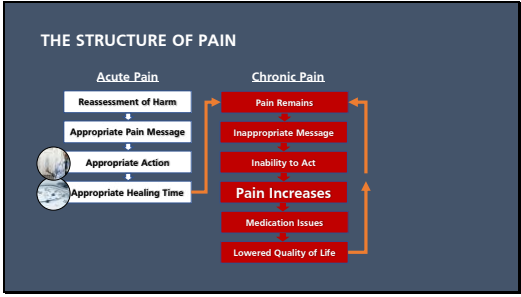 THE STRUCTURE OF PAIN
Acute Pain
Reassessment of Harm
Appropriate Pain Message
Appropriate Action
Appropriate Healing Time
Chronic Pain
Pain Remains
Inappropriate Message
Inability to Act
Pain Increases
Medication Issues
Lowered Quality of Life